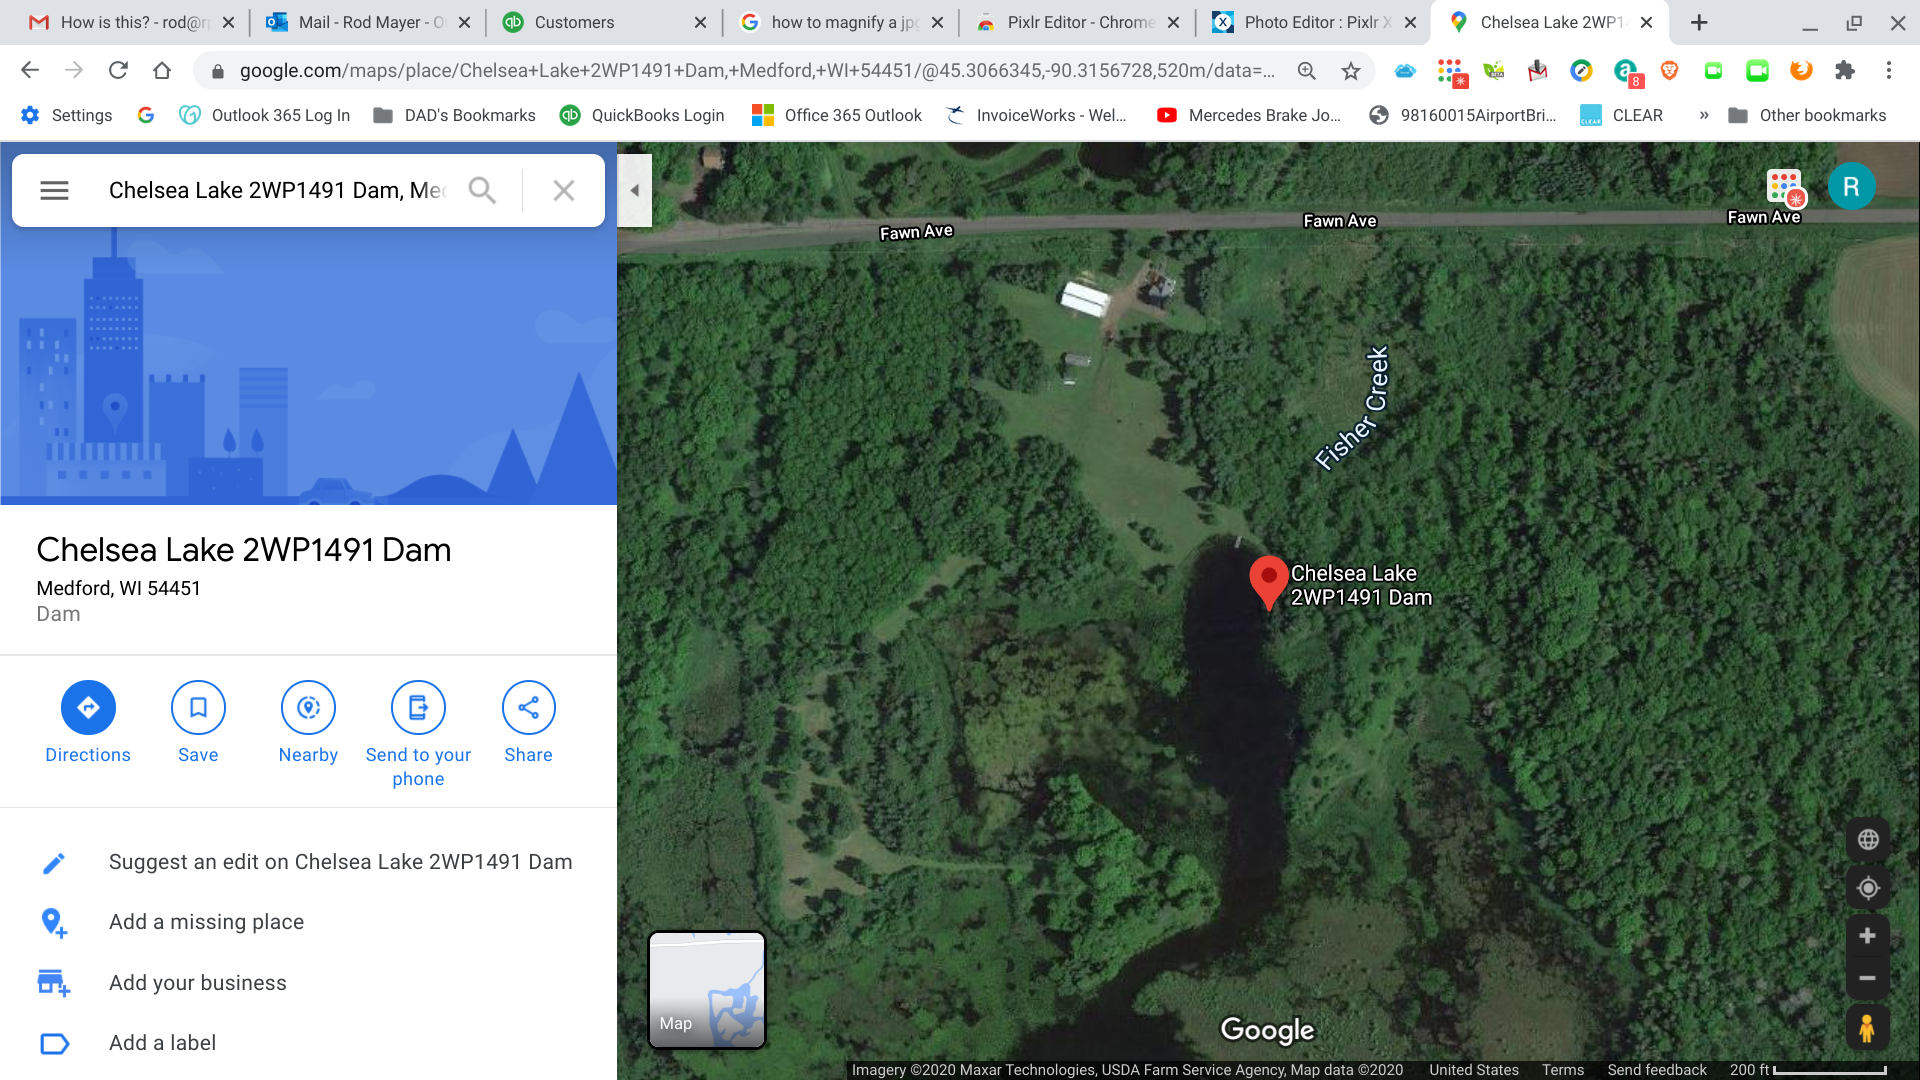 How is this? - rod@r
Mail - Rod Mayer - O
Customers
how to magnify a jpg
Pixlr Editor - Chrome
Photo Editor : Pixlr X
Chelsea Lake 2WP1
google.com/maps/place/Chelsea+Lake+2WP1491+Dam,+Medford,+WI+54451/@45.3066345,-90.3156728,520m/data=...
8
Settings
Outlook 365 Log In
DAD's Bookmarks
QuickBooks Login
Office 365 Outlook
InvoiceWorks - Wel...
Mercedes Brake Jo...
98160015AirportBri...
CLEAR
CLEAR
»
Other bookmarks
Chelsea Lake 2WP1491 Dam, Med
R
Fawn Ave
Fawn Ave
Fawn Ave
Fisher Creek
Chelsea Lake
2WP1491 Dam
Chelsea Lake 2WP1491 Dam
Medford, WI 54451
Dam
Directions
Save
Nearby
Send to your
phone
Share
Suggest an edit on Chelsea Lake 2WP1491 Dam
Add a missing place
Add your business
Add a label
Map
Google
Imagery ©2020 Maxar Technologies, USDA Farm Service Agency, Map data ©2020
United States
Terms
Send feedback
200 ft